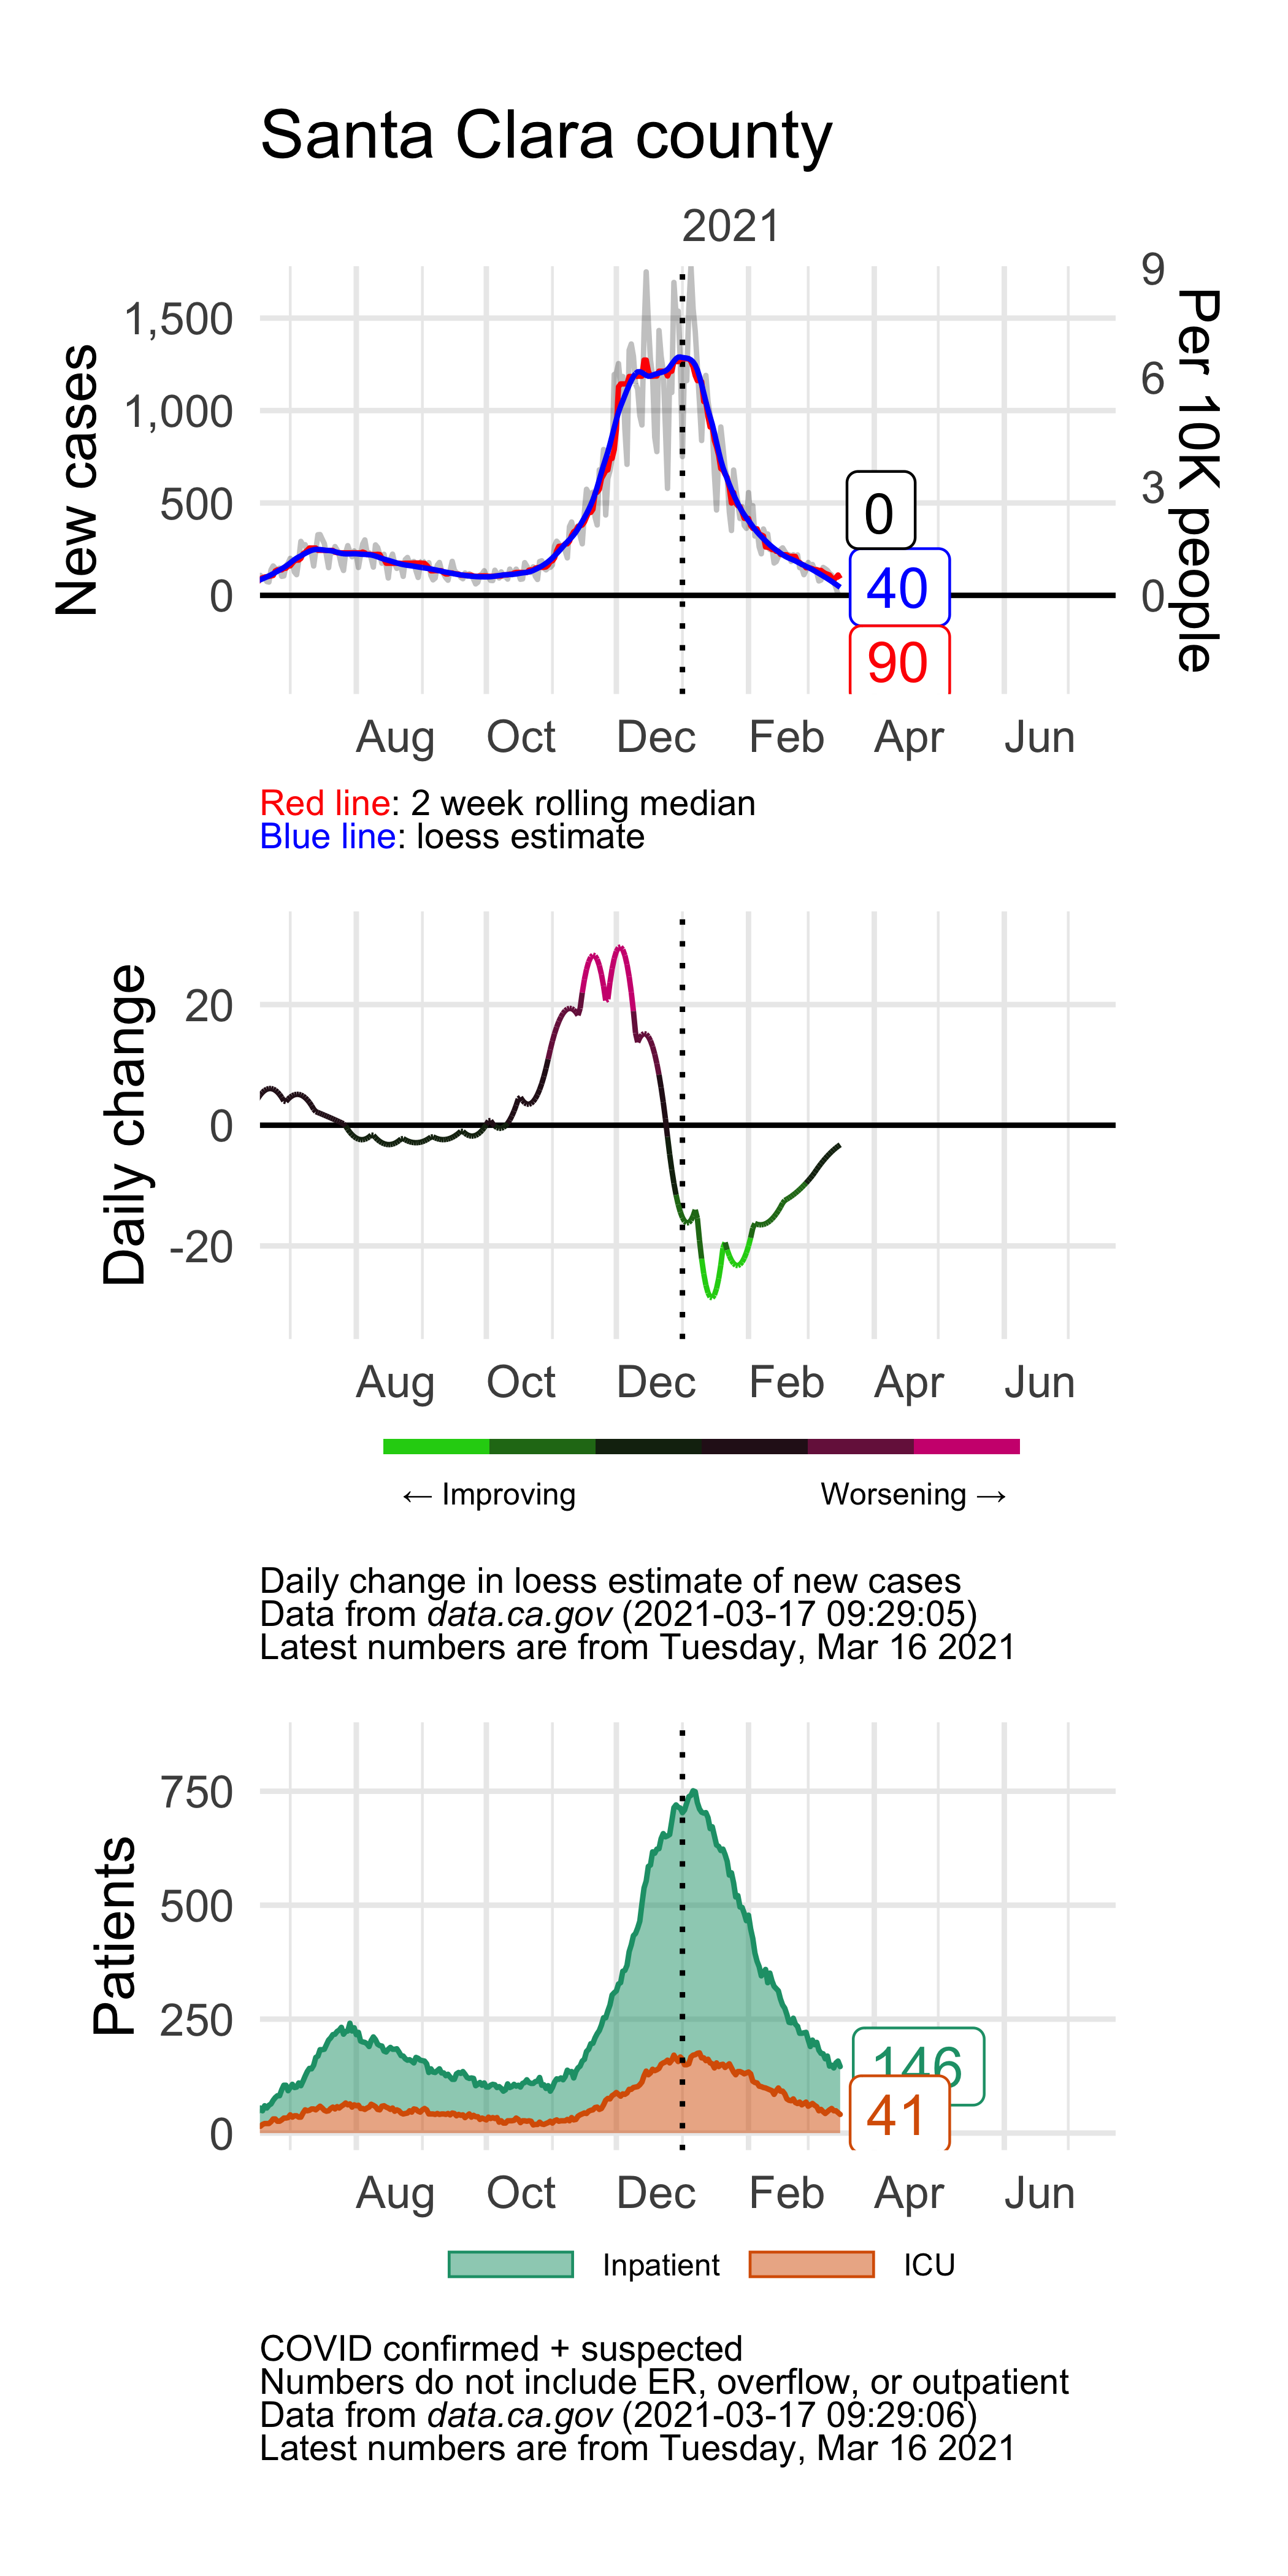 Santa Clara county
2021
New cases
1,500
1,000
500
0
9
6
3
0
Per 10K people
0
40
90
Aug Oct Dec Feb Apr Jun
Red line: 2 week rolling median
Blue line: loess estimate
Daily change
20
0
-20
Aug Oct Dec Feb Apr Jun
← Improving Worsening →
Daily change in loess estimate of new cases
Data from data.ca.gov (2021-03-17 09:29:05)
Latest numbers are from Tuesday, Mar 16 2021
Patients
750
500
250
0
146
41
Aug Oct Dec Feb Apr Jun
Inpatient ICU
COVID confirmed + suspected
Numbers do not include ER, overflow, or outpatient
Data from data.ca.gov (2021-03-17 09:29:06)
Latest numbers are from Tuesday, Mar 16 2021